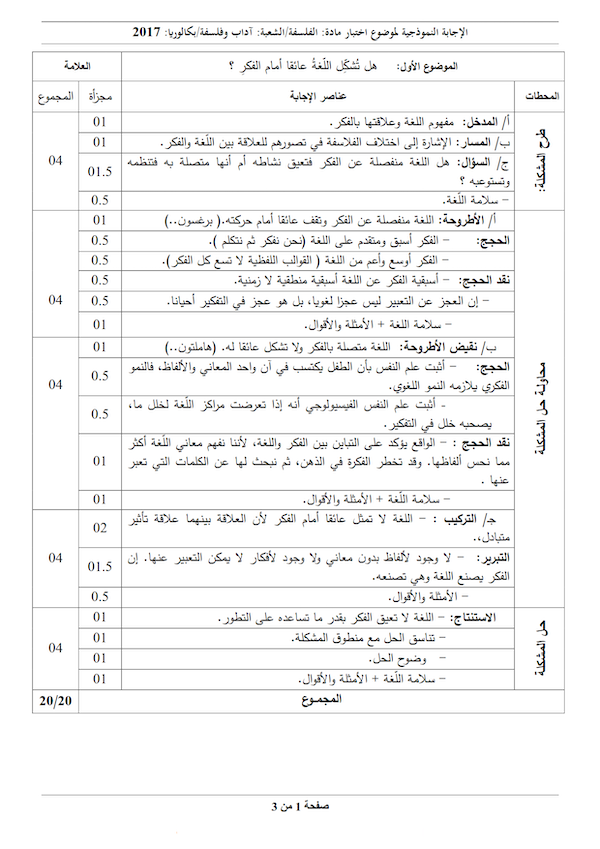 الإجابة النموذجية لموضوع اختبار مادة: الفلسفة/الشعبة: آداب وفلسفة/بكالوريا: 2017
الموضوع الأول: هل تُشكِّل اللّغةُ عائقا أمام الفكرِ ؟
العلامة
المحطات
عناصر الإجابة
مجزأة
المجموع
طرح المشكلة:
أ/ المدخل: مفهوم اللغة وعلاقتها بالفكر.
01
04
ب/ المسار: الإشارة إلى اختلاف الفلاسفة في تصورهم للعلاقة بين اللّغة والفكر.
01
ج/ السؤال: هل اللغة منفصلة عن الفكر فتعيق نشاطه أم أنها متصلة به فتنظمه
وتستوعبه ؟
01.5
– سلامة اللّغة.
0.5
محاولة حل المشكلة
أ/ الأطروحة: اللغة منفصلة عن الفكر وتقف عائقا أمام حركته.( برغسون..)
01
04
الحجج: – الفكر أسبق ومتقدم على اللغة (نحن نفكر ثم نتكلم ).
0.5
– الفكر أوسع وأعم من اللغة ( القوالب اللفظية لا تسع كل الفكر).
0.5
نقد الحجج: – أسبقية الفكر عن اللغة أسبقية منطقية لا زمنية.
0.5
– إن العجز عن التعبير ليس عجزا لغويا، بل هو عجز في التفكير أحيانا.
0.5
– سلامة اللغة + الأمثلة والأقوال.
01
ب/ نقيض الأطروحة: اللغة متصلة بالفكر ولا تشكل عائقا له. (هاملتون..)
01
04
الحجج: – أثبت علم النفس بأن الطفل يكتسب في آن واحد المعاني والألفاظ، فالنمو
الفكري يلازمه النمو اللغوي.
0.5
- أثبت علم النفس الفيسيولوجي أنه إذا تعرضت مراكز اللّغة لخلل ما،
يصحبه خلل في التفكير.
0.5
نقد الحجج : – الواقع يؤكد على التباين بين الفكر واللغة، لأننا نفهم معاني اللّغة أكثر
مما نحس ألفاظها. وقد تخطر الفكرة في الذهن، ثم نبحث لها عن الكلمات التي تعبر
عنها .
01
– سلامة اللّغة + الأمثلة والأقوال.
01
جـ/ التركيب : – اللغة لا تمثل عائقا أمام الفكر لأن العلاقة بينهما علاقة تأثير
متبادل،.
02
04
التبرير: – لا وجود لألفاظ بدون معاني ولا وجود لأفكار لا يمكن التعبير عنها. إن
الفكر يصنع اللغة وهي تصنعه.
01.5
– الأمثلة والأقوال.
0.5
حل المشكلة
الاستنتاج: – اللغة لا تعيق الفكر بقدر ما تساعده على التطور.
01
04
– تناسق الحل مع منطوق المشكلة.
01
– وضوح الحل.
01
– سلامة اللّغة + الأمثلة والأقوال.
01
المجموع
20/20
صفحة 1 من 3